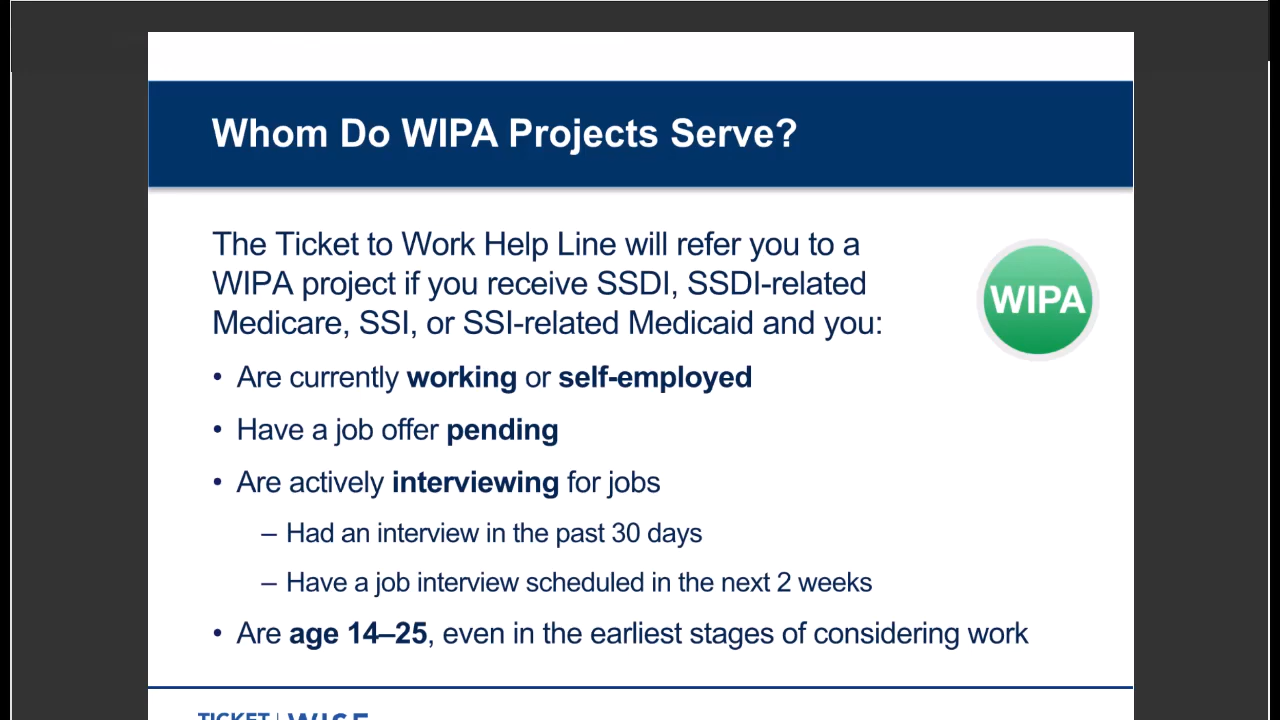 Whom Do WIPA Projects Serve?
The Ticket to Work Help Line will refer you to a
WIPA project if you receive SSDI, SSDI-related
Medicare, SSI, or SSI-related Medicaid and you:
WIPA
• Are currently working or self-employed
• Have a job offer pending
• Are actively interviewing for jobs
– Had an interview in the past 30 days
– Have a job interview scheduled in the next 2 weeks
• Are age 14–25, even in the earliest stages of considering work
TICKET | WISE